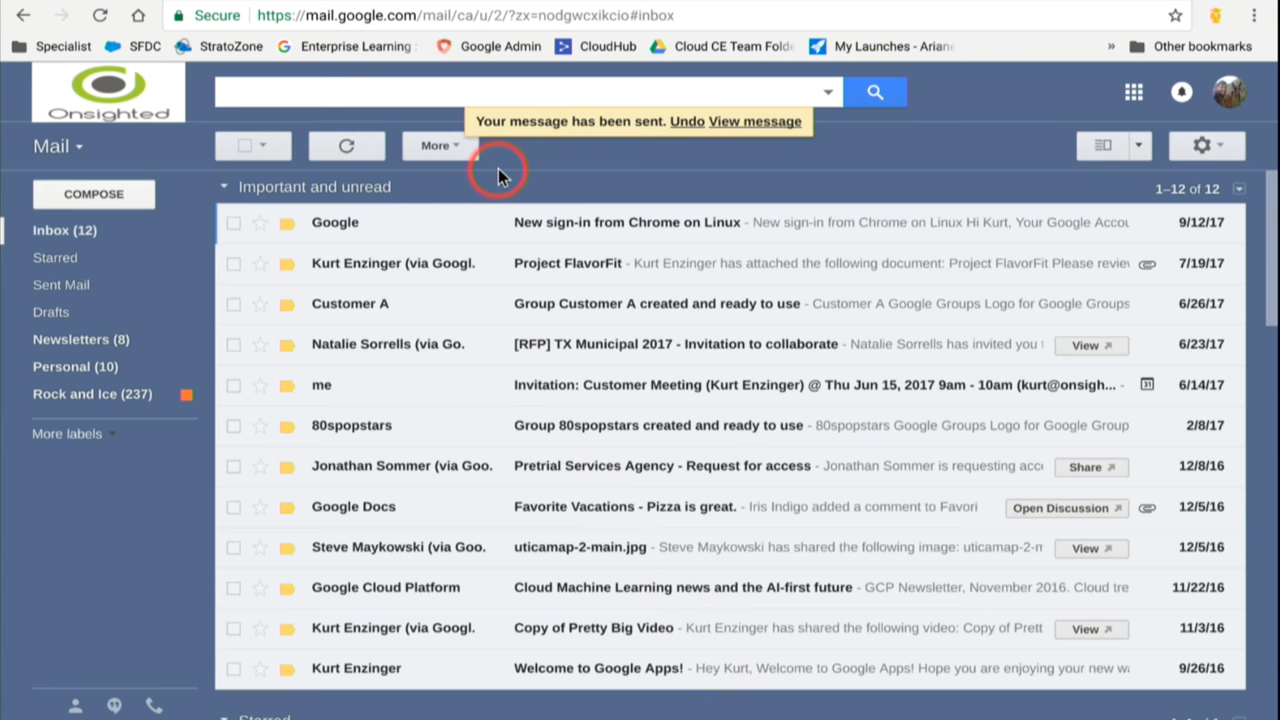 Secure https://mail.google.com/mail/ca/u/2/?zx=nodgwcxikcio#inbox
Specialist SFDC StratoZone Enterprise Learning : Google Admin CloudHub Cloud CE Team Folde My Launches - Ariane » Other bookmarks
Onsighted
Your message has been sent. Undo View message
Mail More
COMPOSE
Important and unread 1–12 of 12
Inbox (12)
Starred
Sent Mail
Drafts
Newsletters (8)
Personal (10)
Rock and Ice (237)
More labels
Google New sign-in from Chrome on Linux - New sign-in from Chrome on Linux Hi Kurt, Your Google Accou 9/12/17
Kurt Enzinger (via Googl. Project FlavorFit - Kurt Enzinger has attached the following document: Project FlavorFit Please review 7/19/17
Customer A Group Customer A created and ready to use - Customer A Google Groups Logo for Google Groups 6/26/17
Natalie Sorrells (via Go. [RFP] TX Municipal 2017 - Invitation to collaborate - Natalie Sorrells has invited you View 6/23/17
me Invitation: Customer Meeting (Kurt Enzinger) @ Thu Jun 15, 2017 9am - 10am (kurt@onsigh... - 31 6/14/17
80spopstars Group 80spopstars created and ready to use - 80spopstars Google Groups Logo for Google Group 2/8/17
Jonathan Sommer (via Goo. Pretrial Services Agency - Request for access - Jonathan Sommer is requesting acce Share 12/8/16
Google Docs Favorite Vacations - Pizza is great. - Iris Indigo added a comment to Favori Open Discussion 12/5/16
Steve Maykowski (via Goo. uticamap-2-main.jpg - Steve Maykowski has shared the following image: uticamap-2-m View 12/5/16
Google Cloud Platform Cloud Machine Learning news and the AI-first future - GCP Newsletter, November 2016. Cloud tre 11/22/16
Kurt Enzinger (via Googl. Copy of Pretty Big Video - Kurt Enzinger has shared the following video: Copy of Prett View 11/3/16
Kurt Enzinger Welcome to Google Apps! - Hey Kurt, Welcome to Google Apps! Hope you are enjoying your new wa 9/26/16